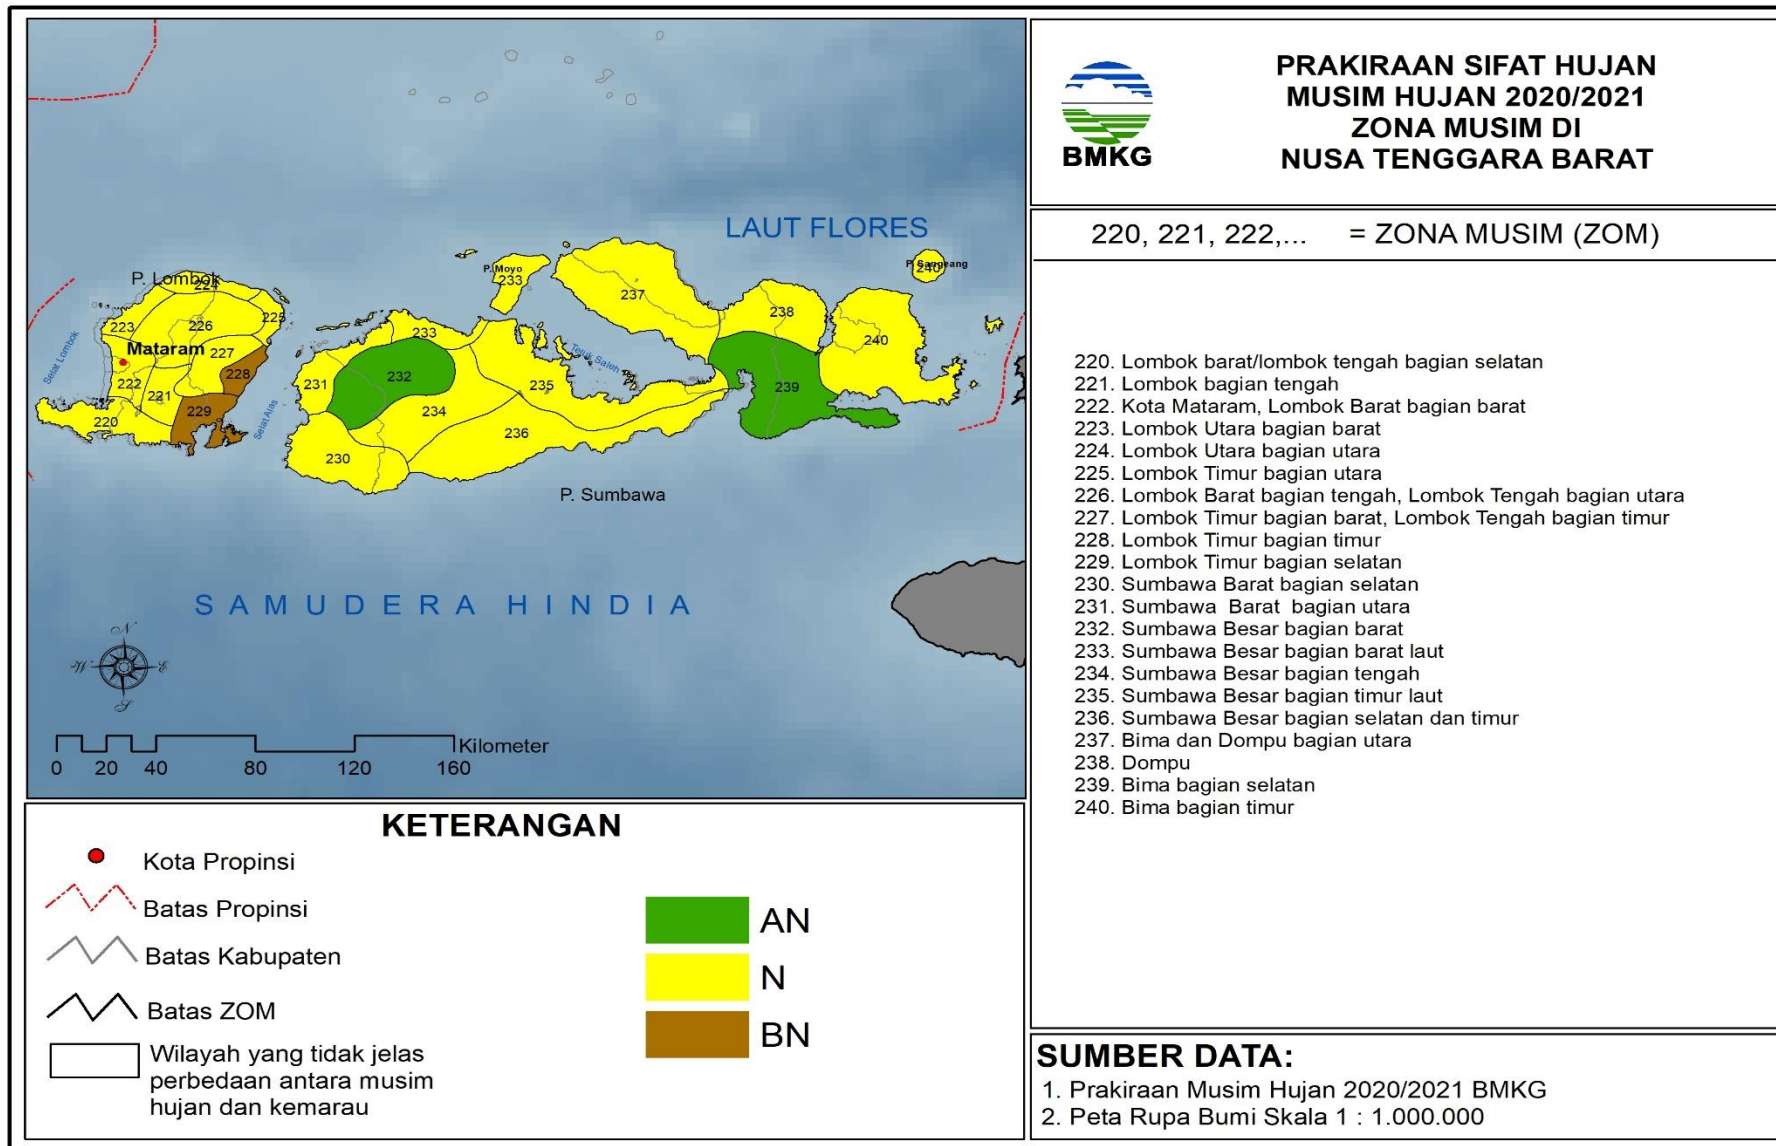 PRAKIRAAN SIFAT HUJAN
MUSIM HUJAN 2020/2021
ZONA MUSIM DI
NUSA TENGGARA BARAT
BMKG
220, 221, 222,... = ZONA MUSIM (ZOM)
220. Lombok barat/lombok tengah bagian selatan
221. Lombok bagian tengah
222. Kota Mataram, Lombok Barat bagian barat
223. Lombok Utara bagian barat
224. Lombok Utara bagian utara
225. Lombok Timur bagian utara
226. Lombok Barat bagian tengah, Lombok Tengah bagian utara
227. Lombok Timur bagian barat, Lombok Tengah bagian timur
228. Lombok Timur bagian timur
229. Lombok Timur bagian selatan
230. Sumbawa Barat bagian selatan
231. Sumbawa Barat bagian utara
232. Sumbawa Besar bagian barat
233. Sumbawa Besar bagian barat laut
234. Sumbawa Besar bagian tengah
235. Sumbawa Besar bagian timur laut
236. Sumbawa Besar bagian selatan dan timur
237. Bima dan Dompu bagian utara
238. Dompu
239. Bima bagian selatan
240. Bima bagian timur
SUMBER DATA:
1. Prakiraan Musim Hujan 2020/2021 BMKG
2. Peta Rupa Bumi Skala 1 : 1.000.000
LAUT FLORES
P. Sangeang
240
P. Moyo
233
P. Lombok
224
237
238
223
226
225
233
240
Mataram
227
Selat Lombok
Teluk Saleh
228
232
231
235
239
222
221
229
234
220
Selat Alas
236
230
P. Sumbawa
SAMUDERA HINDIA
N
W
E
S
Kilometer
0 20 40 80 120 160
KETERANGAN
Kota Propinsi
Batas Propinsi
Batas Kabupaten
Batas ZOM
Wilayah yang tidak jelas
perbedaan antara musim
hujan dan kemarau
AN
N
BN